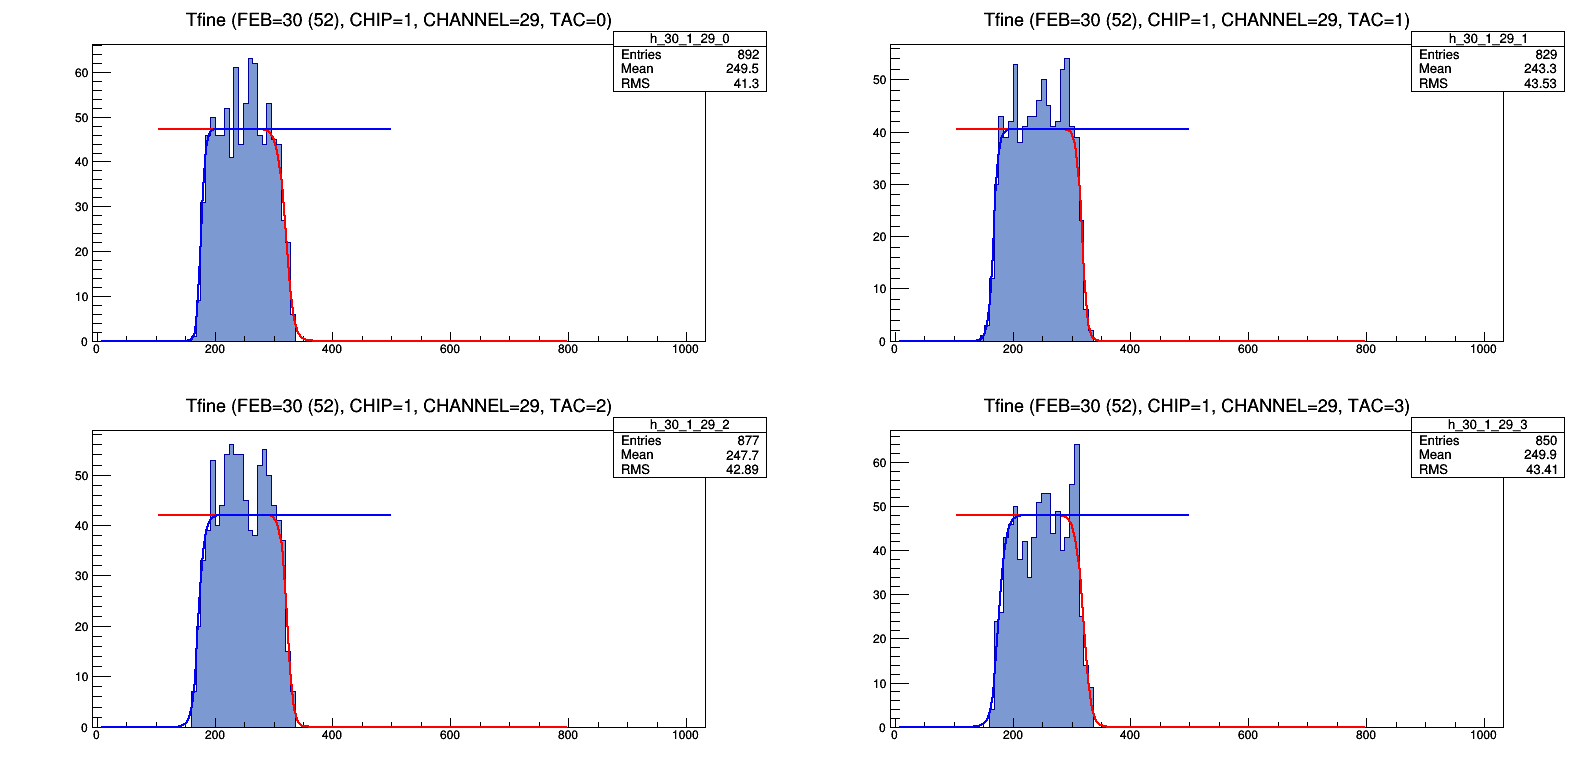 Tfine (FEB=30 (52), CHIP=1, CHANNEL=29, TAC=0)
h_30_1_29_0
Entries 892
Mean 249.5
RMS 41.3
60
50
40
30
20
10
0
0 200 400 600 800 1000
Tfine (FEB=30 (52), CHIP=1, CHANNEL=29, TAC=1)
h_30_1_29_1
Entries 829
Mean 243.3
RMS 43.53
50
40
30
20
10
0
0 200 400 600 800 1000
Tfine (FEB=30 (52), CHIP=1, CHANNEL=29, TAC=2)
h_30_1_29_2
Entries 877
Mean 247.7
RMS 42.89
50
40
30
20
10
0
0 200 400 600 800 1000
Tfine (FEB=30 (52), CHIP=1, CHANNEL=29, TAC=3)
h_30_1_29_3
Entries 850
Mean 249.9
RMS 43.41
60
50
40
30
20
10
0
0 200 400 600 800 1000